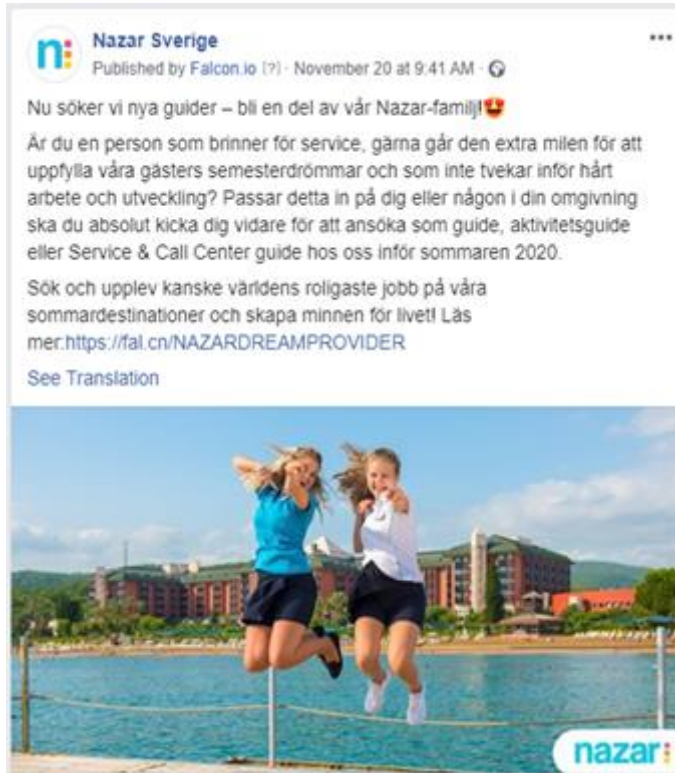 n:
Nazar Sverige
Published by Falcon.io [?] · November 20 at 9:41 AM ·
Nu söker vi nya guider – bli en del av vår Nazar-familj!🤩
Är du en person som brinner för service, gärna går den extra milen för att
uppfylla våra gästers semesterdrömmar och som inte tvekar inför hårt
arbete och utveckling? Passar detta in på dig eller någon i din omgivning
ska du absolut kicka dig vidare för att ansöka som guide, aktivitetsguide
eller Service & Call Center guide hos oss inför sommaren 2020.
Sök och upplev kanske världens roligaste jobb på våra
sommardestinationer och skapa minnen för livet! Läs
mer:https://fal.cn/NAZARDREAMPROVIDER
See Translation
nazar: